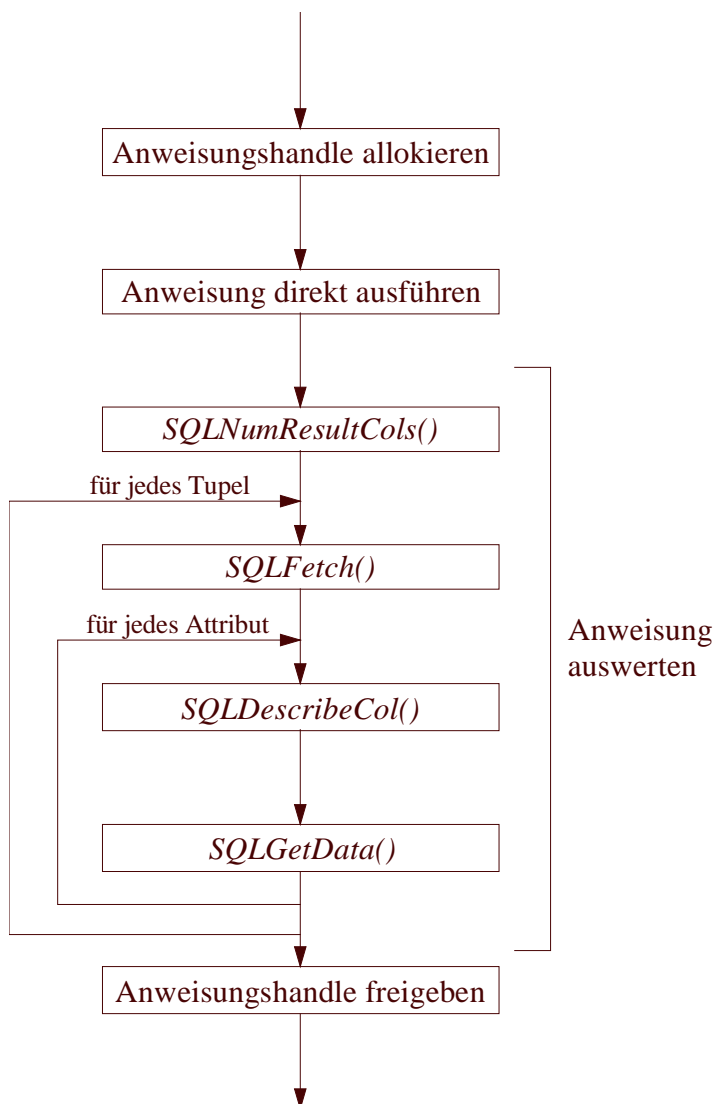 Anweisungshandle allokieren
Anweisung direkt ausführen
SQLNumResultCols()
für jedes Tupel
SQLFetch()
für jedes Attribut
Anweisung
auswerten
SQLDescribeCol()
SQLGetData()
Anweisungshandle freigeben